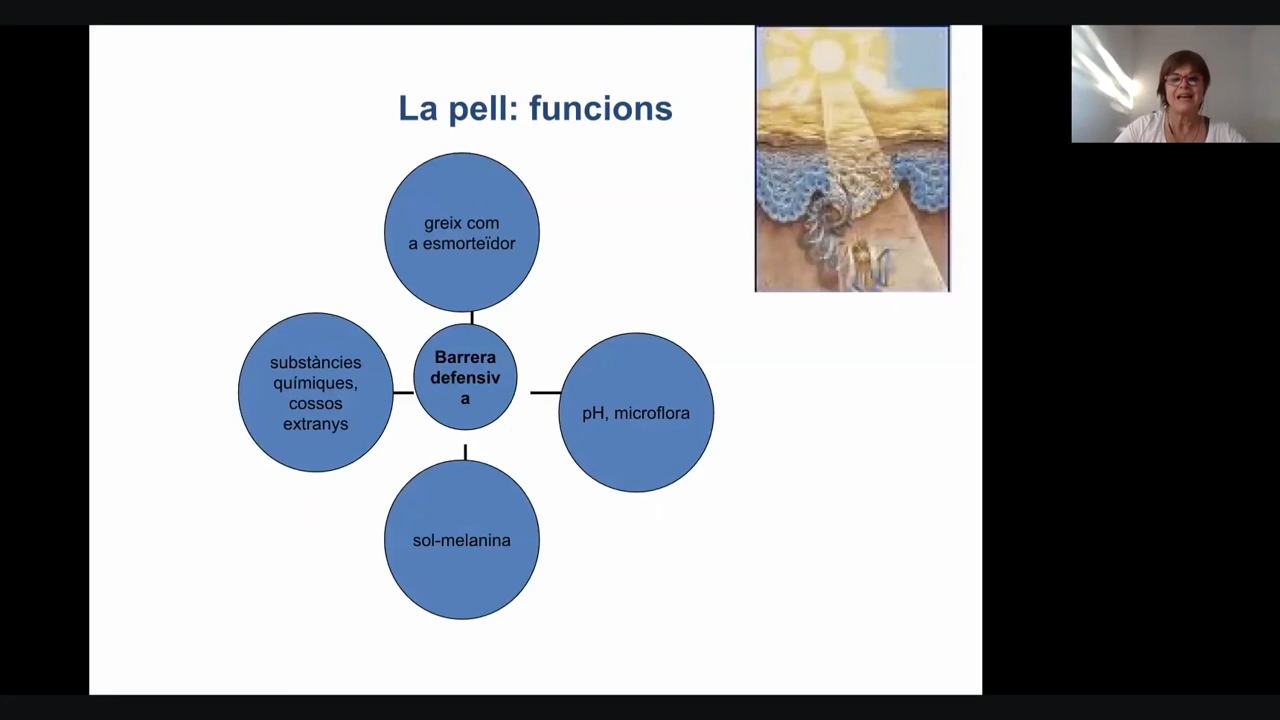 La pell: funcions
greix com
a esmorteïdor
substàncies
químiques,
cossos
extranys
Barrera
defensiv
a
pH, microflora
sol-melanina